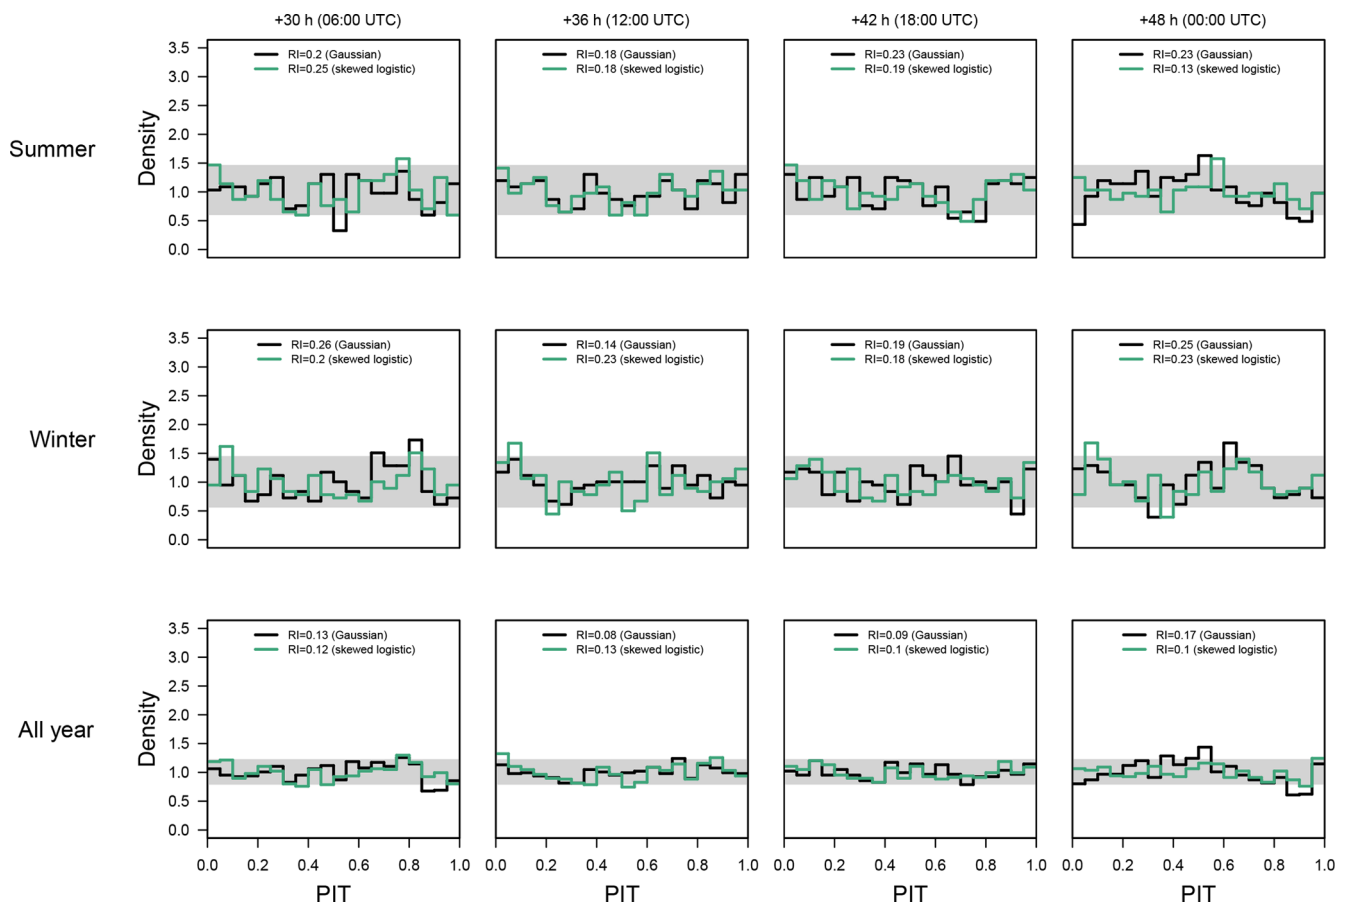 +30 h (06:00 UTC)
+36 h (12:00 UTC)
+42 h (18:00 UTC)
+48 h (00:00 UTC)
Summer
Density
3.5
3.0
2.5
2.0
1.5
1.0
0.5
0.0
RI=0.2 (Gaussian)
RI=0.25 (skewed logistic)
RI=0.18 (Gaussian)
RI=0.18 (skewed logistic)
RI=0.23 (Gaussian)
RI=0.19 (skewed logistic)
RI=0.23 (Gaussian)
RI=0.13 (skewed logistic)
Winter
Density
3.5
3.0
2.5
2.0
1.5
1.0
0.5
0.0
RI=0.26 (Gaussian)
RI=0.2 (skewed logistic)
RI=0.14 (Gaussian)
RI=0.23 (skewed logistic)
RI=0.19 (Gaussian)
RI=0.18 (skewed logistic)
RI=0.25 (Gaussian)
RI=0.23 (skewed logistic)
All year
Density
3.5
3.0
2.5
2.0
1.5
1.0
0.5
0.0
RI=0.13 (Gaussian)
RI=0.12 (skewed logistic)
RI=0.08 (Gaussian)
RI=0.13 (skewed logistic)
RI=0.09 (Gaussian)
RI=0.1 (skewed logistic)
RI=0.17 (Gaussian)
RI=0.1 (skewed logistic)
0.0 0.2 0.4 0.6 0.8 1.0
0.0 0.2 0.4 0.6 0.8 1.0
0.0 0.2 0.4 0.6 0.8 1.0
0.0 0.2 0.4 0.6 0.8 1.0
PIT
PIT
PIT
PIT